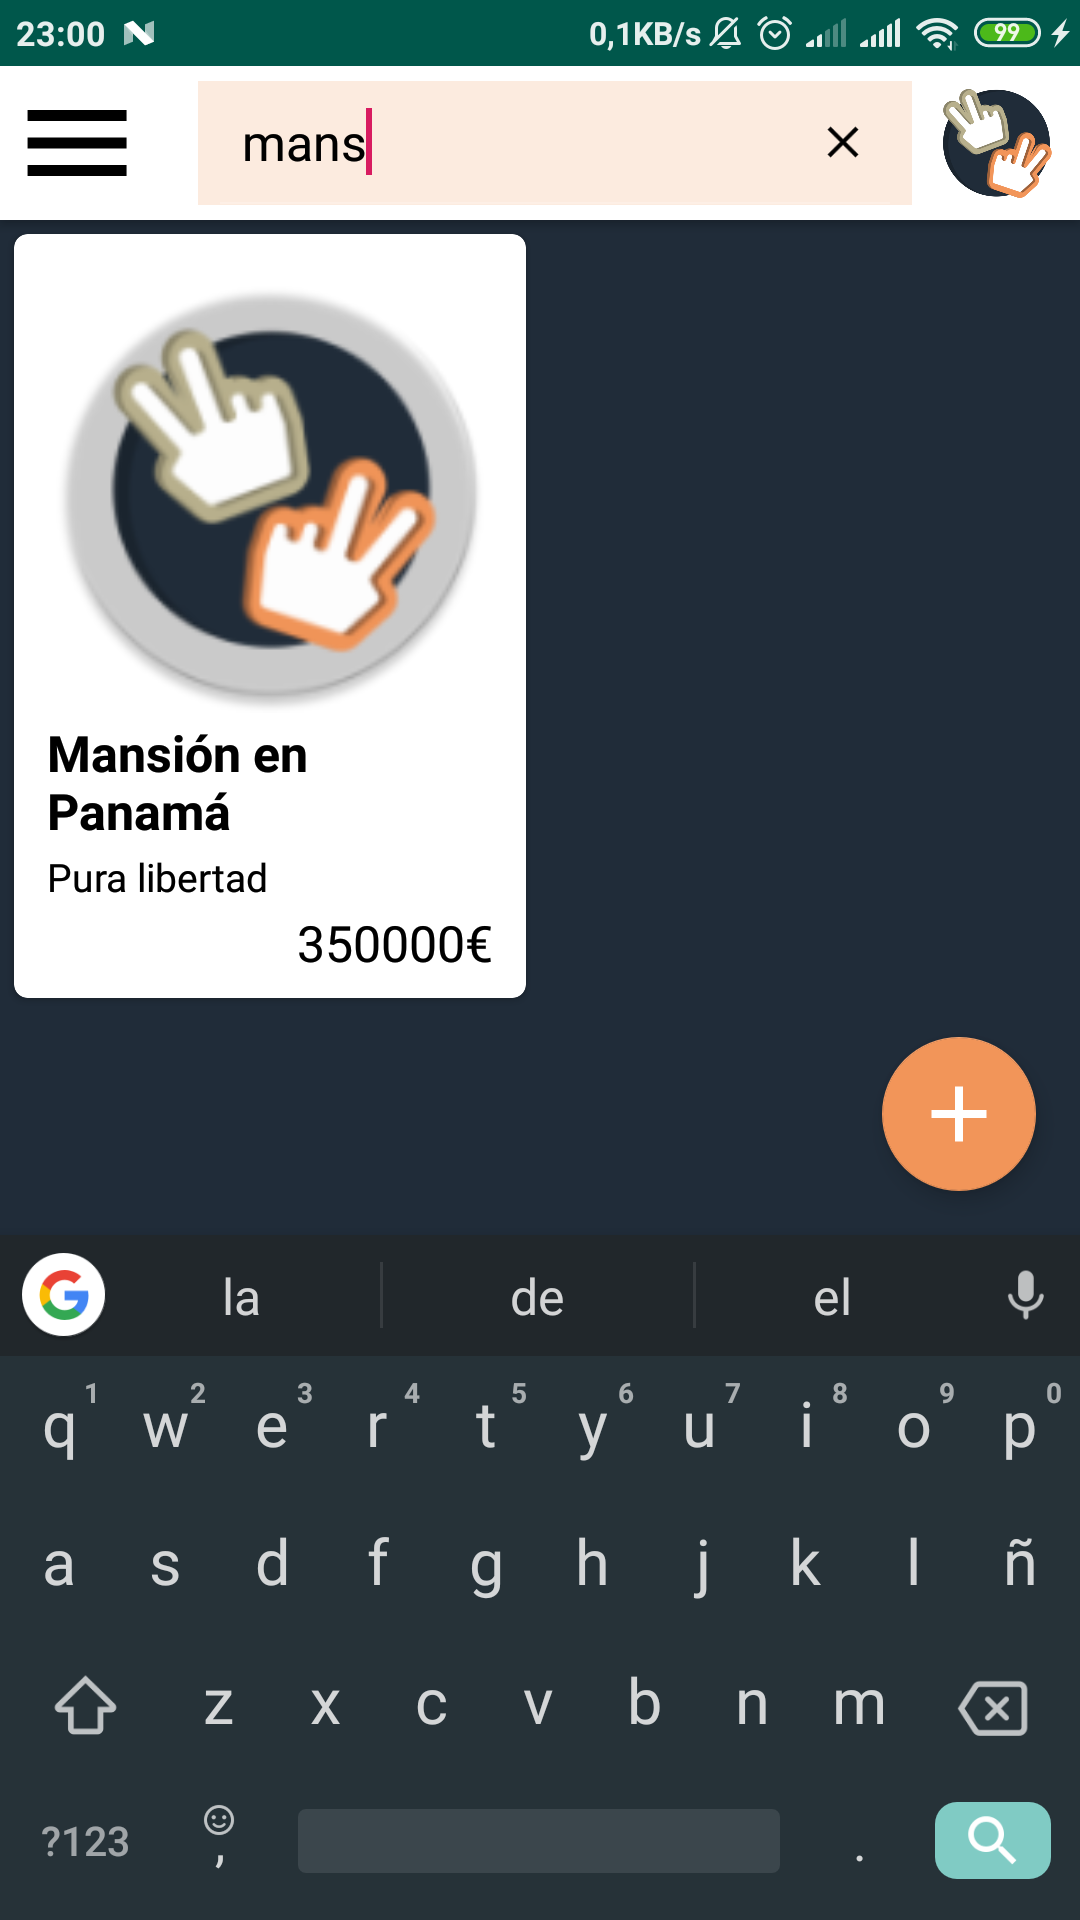 23:00 0,1KB/s 99
mans
Mansión en
Panamá
Pura libertad
350000€
la de el
1 2 3 4 5 6 7 8 9 0
q w e r t y u i o p
a s d f g h j k l ñ
z x c v b n m
?123 , .